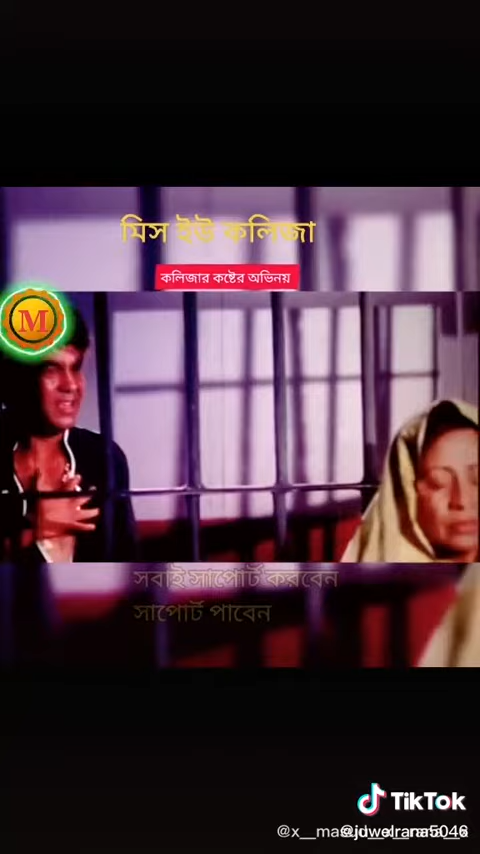 মিস ইউ কলিজা
কলিজার কষ্টের অভিনয়
M
সবাই সাপোর্ট করবেন
সাপোর্ট পাবেন
TikTok